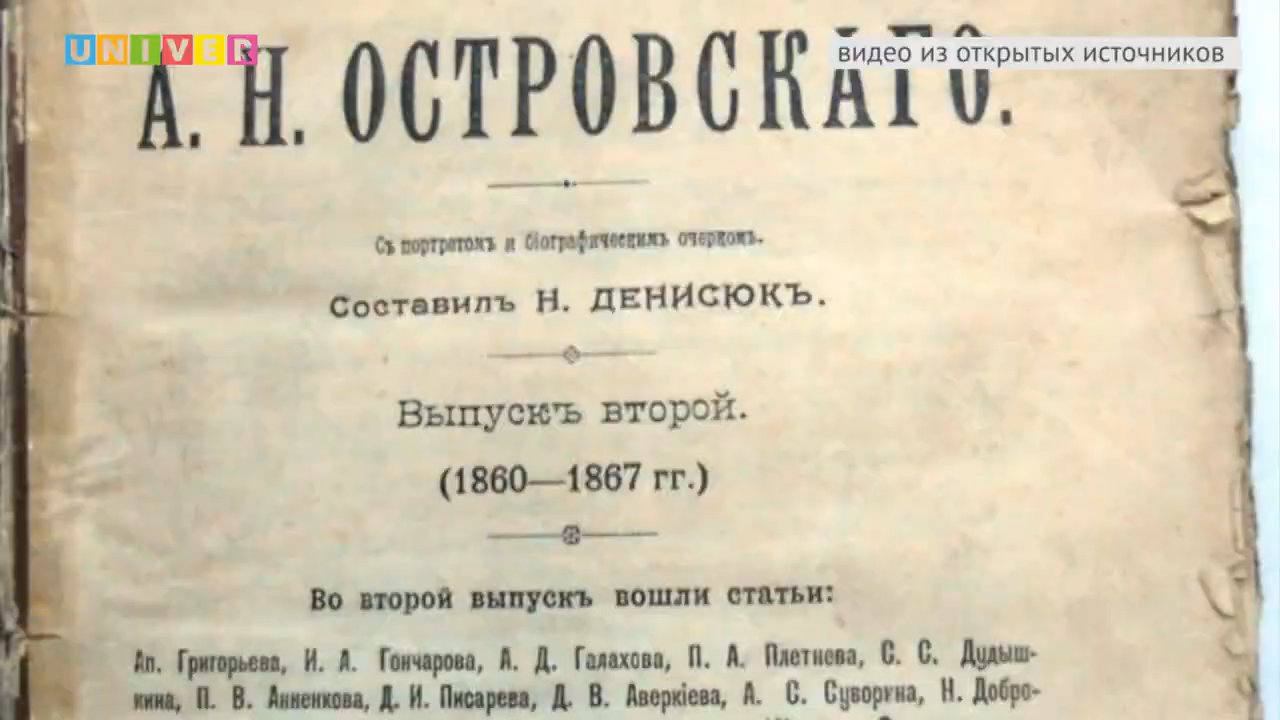 UNIVER
видео из открытых источников
А. Н. ОСТРОВСКАГО.
Съ портретомъ и біографическимъ очеркомъ.
Составилъ Н. ДЕНИСЮКЪ.
Выпускъ второй.
(1860—1867 гг.)
Во второй выпускъ вошли статьи:
Ап. Григорьева, И. А. Гончарова, А. Д. Галахова, П. А. Плетнева, С. С. Дудыш-
кина, П. В. Анненкова, Д. И. Писарева, Д. В. Аверкіева, А. С. Суворина, Н. Добро-